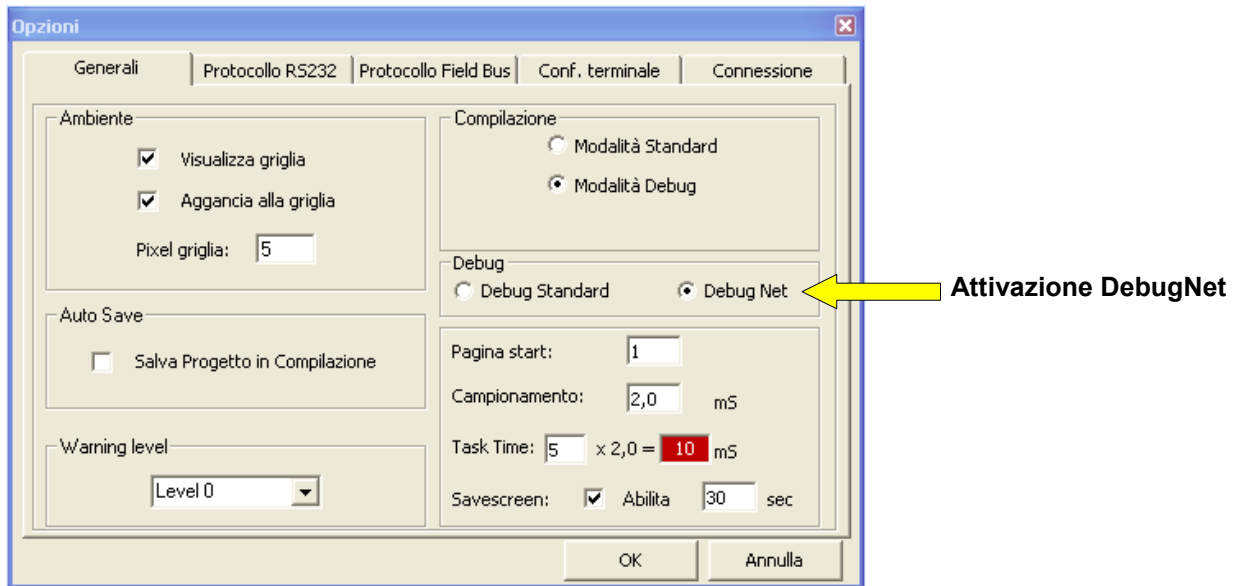 Opzioni
Generali Protocollo RS232 Protocollo Field Bus Conf. terminale Connessione
Ambiente
Visualizza griglia
Aggancia alla griglia
Pixel griglia: 5
Auto Save
Salva Progetto in Compilazione
Warning level
Level 0
Compilazione
Modalità Standard
Modalità Debug
Debug
Debug Standard Debug Net
Attivazione DebugNet
Pagina start: 1
Campionamento: 2,0 mS
Task Time: 5 x 2,0 = 10 mS
Savescreen: Abilita 30 sec
OK Annulla